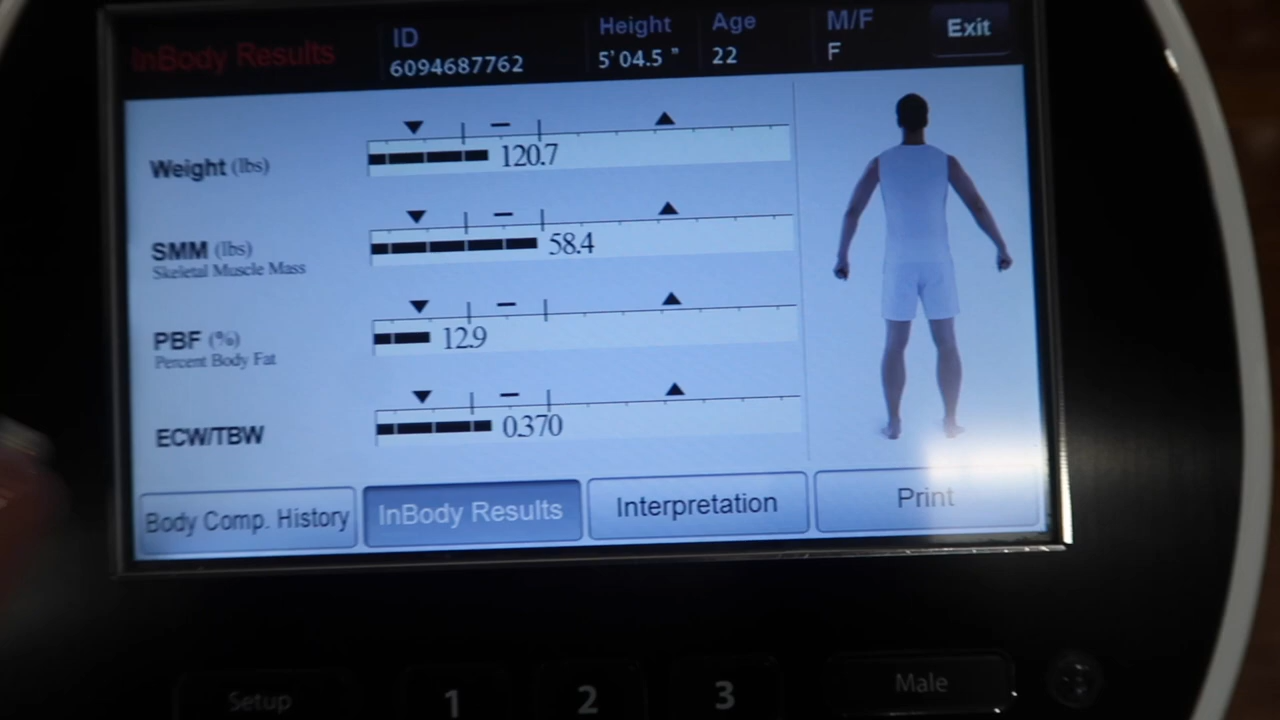 InBody Results
ID
6094687762
Height
5' 04.5 "
Age
22
M/F
F
Exit
Weight (lbs)
120.7
SMM (lbs)
Skeletal Muscle Mass
58.4
PBF (%)
Percent Body Fat
12.9
ECW/TBW
0.370
Body Comp. History
InBody Results
Interpretation
Print
Setup
1
2
3
Male